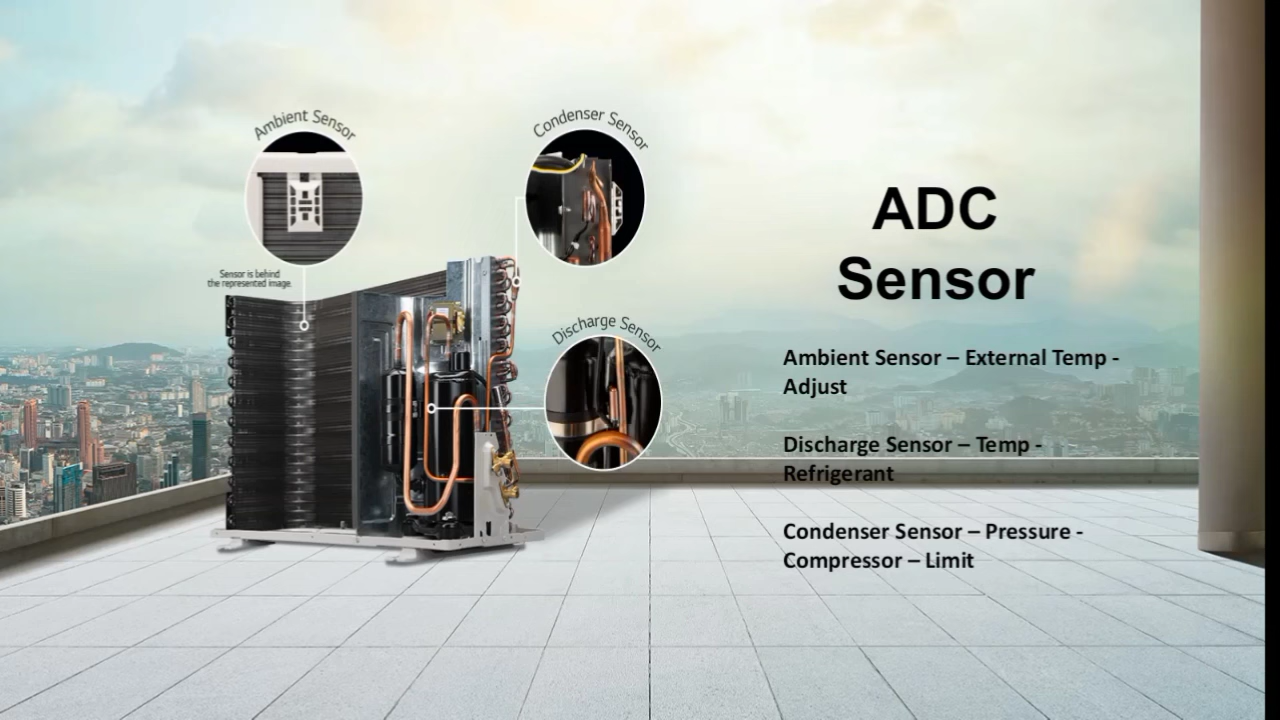 Ambient Sensor
Condenser Sensor
Sensor is behind
the represented image.
Discharge Sensor
ADC
Sensor
Ambient Sensor – External Temp -
Adjust
Discharge Sensor – Temp -
Refrigerant
Condenser Sensor – Pressure -
Compressor – Limit